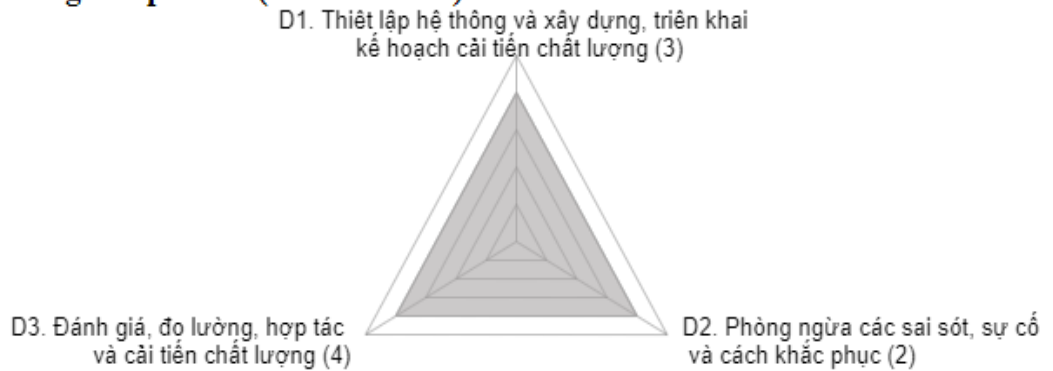 D1. Thiết lập hệ thống và xây dựng, triên khai
kế hoạch cải tiến chất lượng (3)
D3. Đánh giá, đo lường, hợp tác
và cải tiến chất lượng (4)
D2. Phòng ngừa các sai sót, sự cố
và cách khắc phục (2)